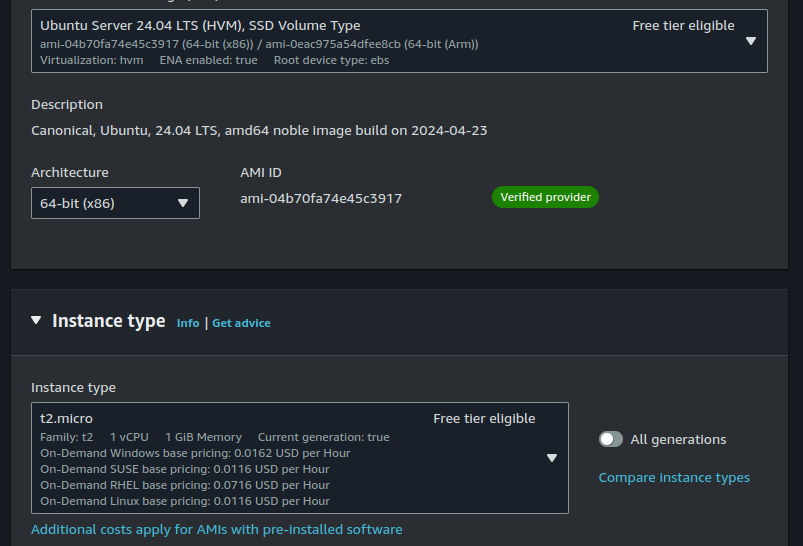 Ubuntu Server 24.04 LTS (HVM), SSD Volume Type Free tier eligible
ami-04b70fa74e45c3917 (64-bit (x86)) / ami-0eac975a54dfee8cb (64-bit (Arm))
Virtualization: hvm ENA enabled: true Root device type: ebs
Description
Canonical, Ubuntu, 24.04 LTS, amd64 noble image build on 2024-04-23
Architecture AMI ID
64-bit (x86) ami-04b70fa74e45c3917 Verified provider
Instance type Info | Get advice
Instance type
t2.micro Free tier eligible
Family: t2 1 vCPU 1 GiB Memory Current generation: true
On-Demand Windows base pricing: 0.0162 USD per Hour
On-Demand SUSE base pricing: 0.0116 USD per Hour
On-Demand RHEL base pricing: 0.0716 USD per Hour
On-Demand Linux base pricing: 0.0116 USD per Hour
All generations
Compare instance types
Additional costs apply for AMIs with pre-installed software